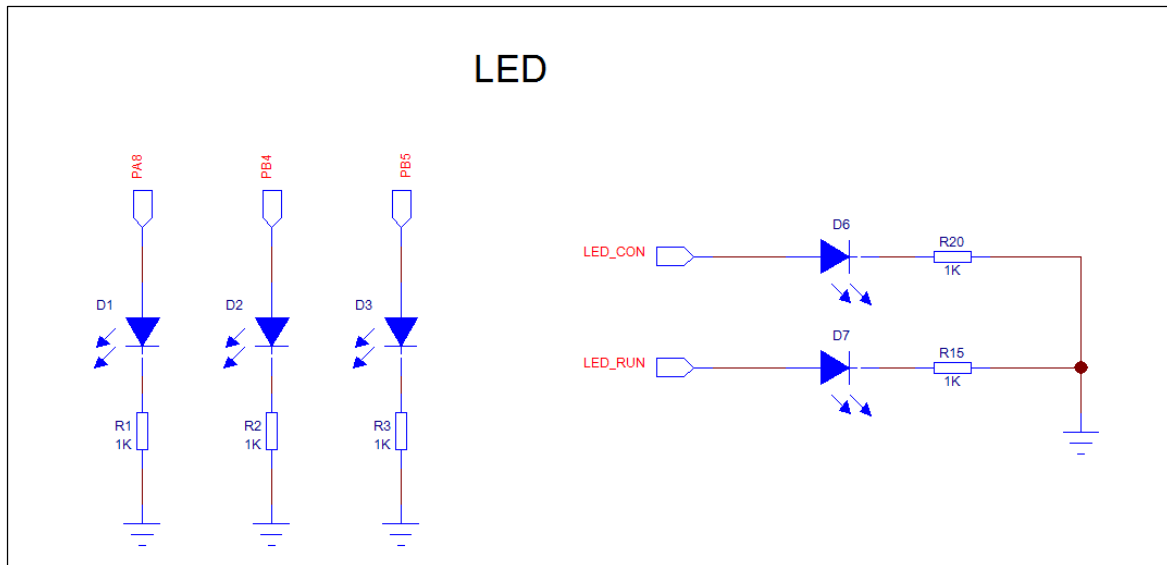 LED
PA8
PB4
PB5
D1
D2
D3
R1
1K
R2
1K
R3
1K
LED_CON
D6
R20
1K
LED_RUN
D7
R15
1K